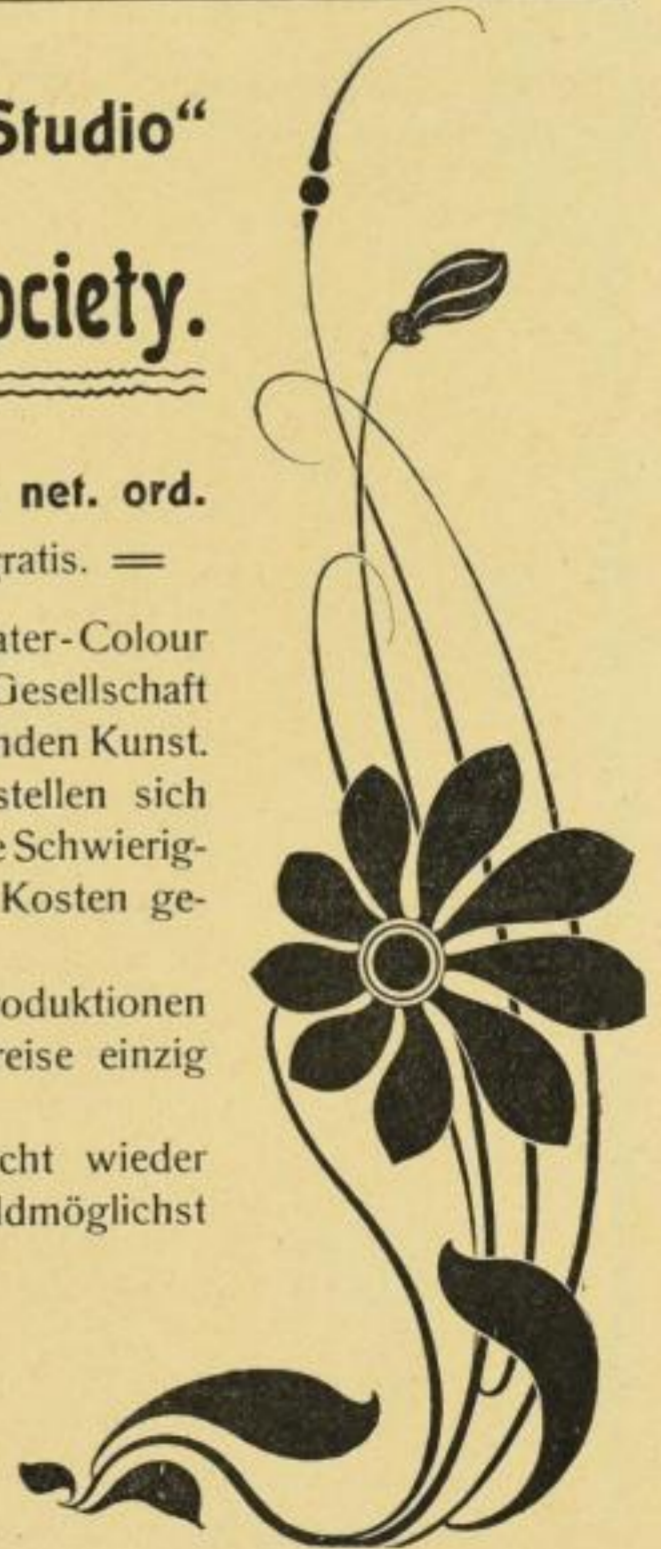 Studio“
ociety.
net. ord.
gratis. =
ater-Colour
Gesellschaft
nden Kunst.
stellen sich
e Schwierig-
Kosten ge-
oduktionen
reise einzig
cht wieder
ldmöglichst